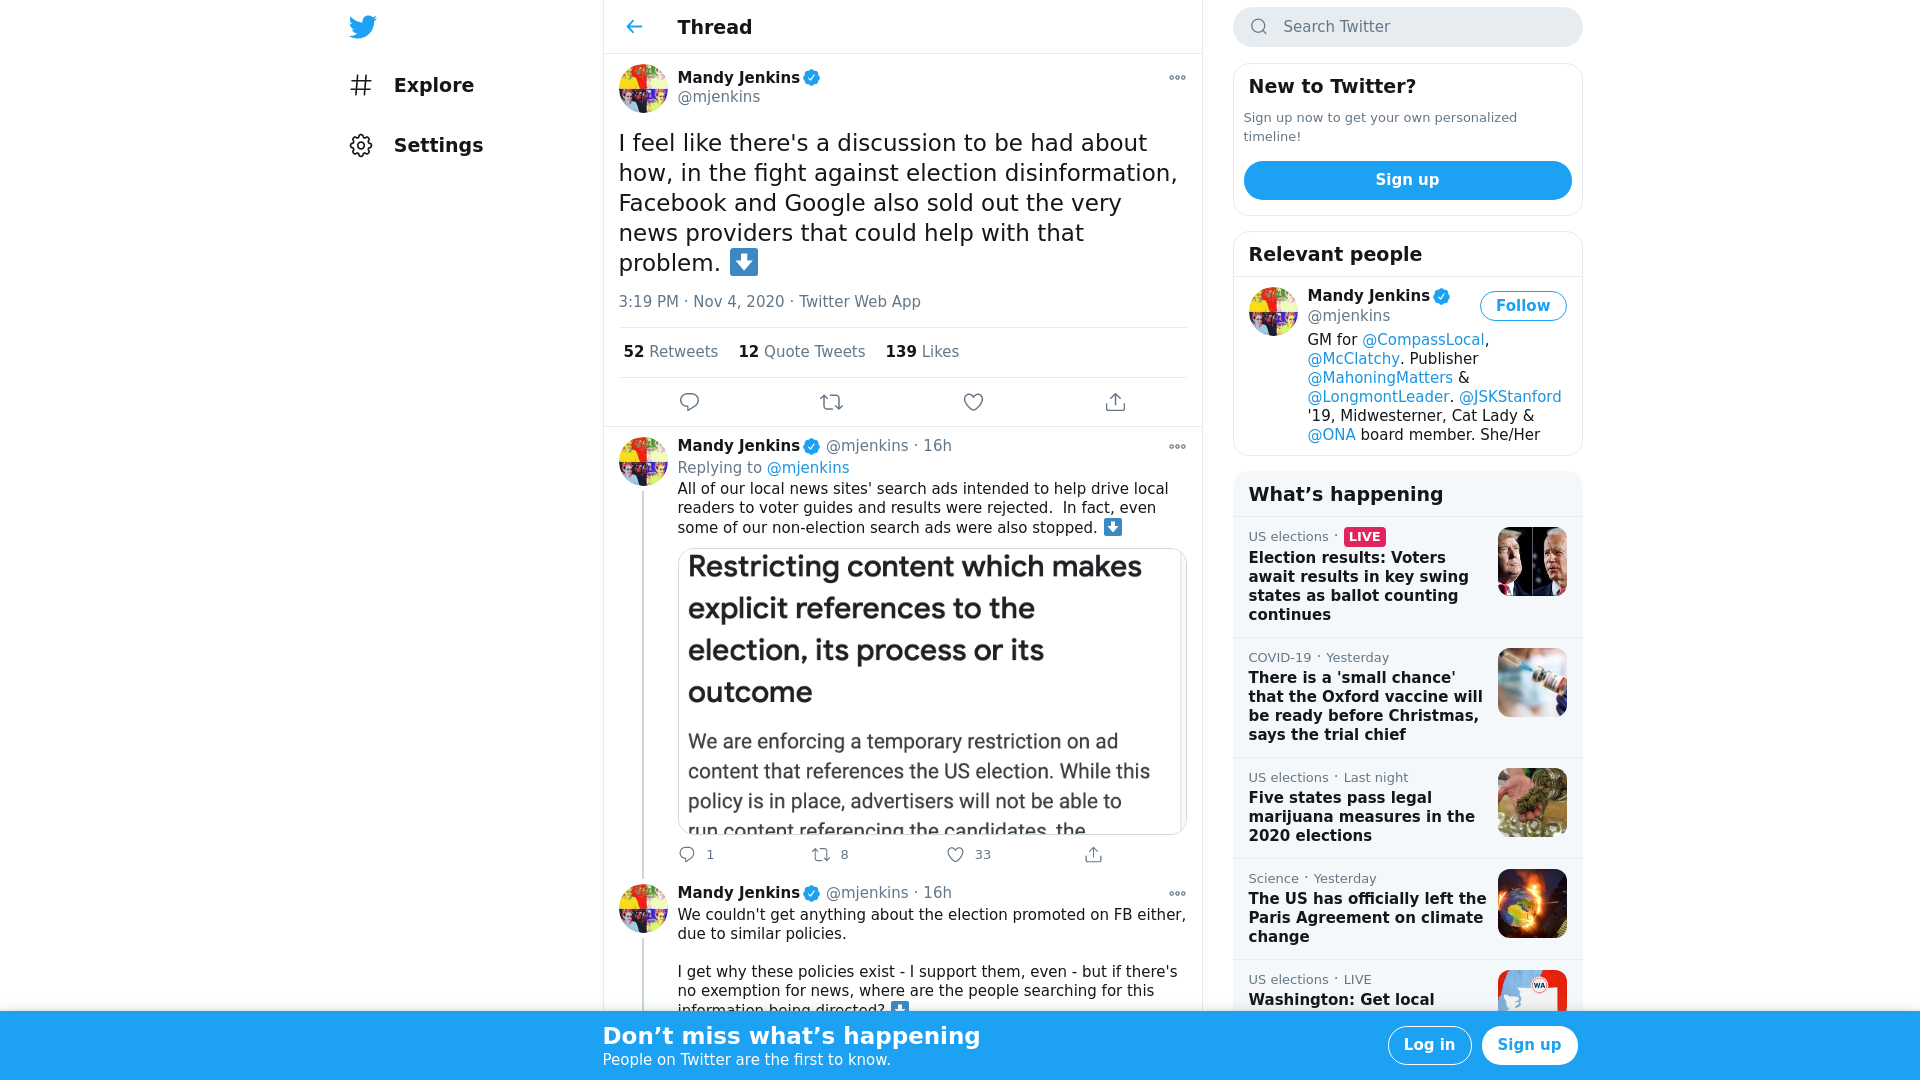 Explore
Settings
Thread
Mandy Jenkins
@mjenkins
I feel like there's a discussion to be had about
how, in the fight against election disinformation,
Facebook and Google also sold out the very
news providers that could help with that
problem. ⬇
3:19 PM · Nov 4, 2020 · Twitter Web App
52 Retweets 12 Quote Tweets 139 Likes
Mandy Jenkins @mjenkins · 16h
Replying to @mjenkins
All of our local news sites' search ads intended to help drive local
readers to voter guides and results were rejected.  In fact, even
some of our non-election search ads were also stopped. ⬇
Restricting content which makes
explicit references to the
election, its process or its
outcome
We are enforcing a temporary restriction on ad
content that references the US election. While this
policy is in place, advertisers will not be able to
run content referencing the candidates, the
1 8 33
Mandy Jenkins @mjenkins · 16h
We couldn't get anything about the election promoted on FB either,
due to similar policies.
I get why these policies exist - I support them, even - but if there's
no exemption for news, where are the people searching for this
information being directed? ⬇
Search Twitter
New to Twitter?
Sign up now to get your own personalized
timeline!
Sign up
Relevant people
Mandy Jenkins
@mjenkins
Follow
GM for @CompassLocal,
@McClatchy. Publisher
@MahoningMatters &
@LongmontLeader. @JSKStanford
'19, Midwesterner, Cat Lady &
@ONA board member. She/Her
What’s happening
US elections · LIVE
Election results: Voters
await results in key swing
states as ballot counting
continues
COVID-19 · Yesterday
There is a 'small chance'
that the Oxford vaccine will
be ready before Christmas,
says the trial chief
US elections · Last night
Five states pass legal
marijuana measures in the
2020 elections
Science · Yesterday
The US has officially left the
Paris Agreement on climate
change
US elections · LIVE
Washington: Get local
WA
Don’t miss what’s happening
People on Twitter are the first to know.
Log in
Sign up